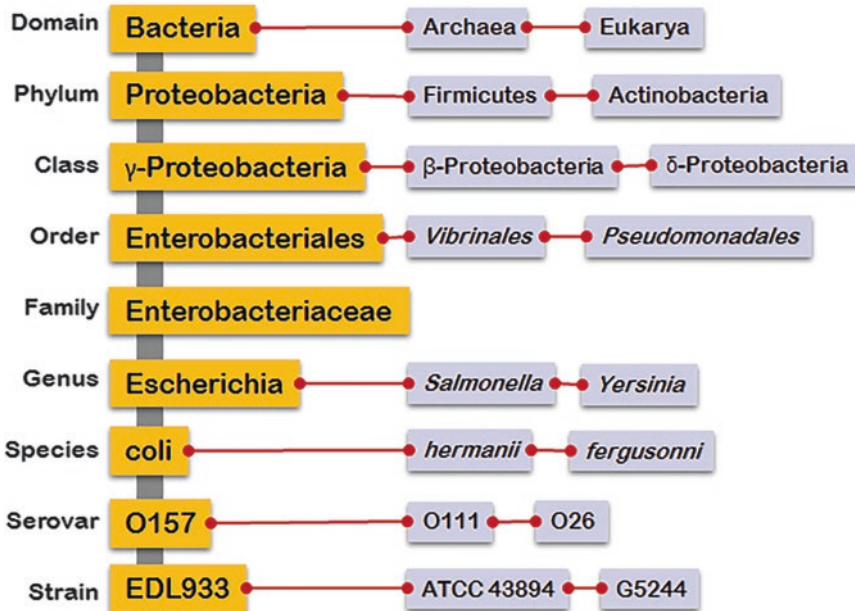 Domain Bacteria Archaea Eukarya
Phylum Proteobacteria Firmicutes Actinobacteria
Class γ-Proteobacteria β-Proteobacteria δ-Proteobacteria
Order Enterobacteriales Vibrinales Pseudomonadales
Family Enterobacteriaceae
Genus Escherichia Salmonella Yersinia
Species coli hermanii fergusonni
Serovar O157 O111 O26
Strain EDL933 ATCC 43894 G5244